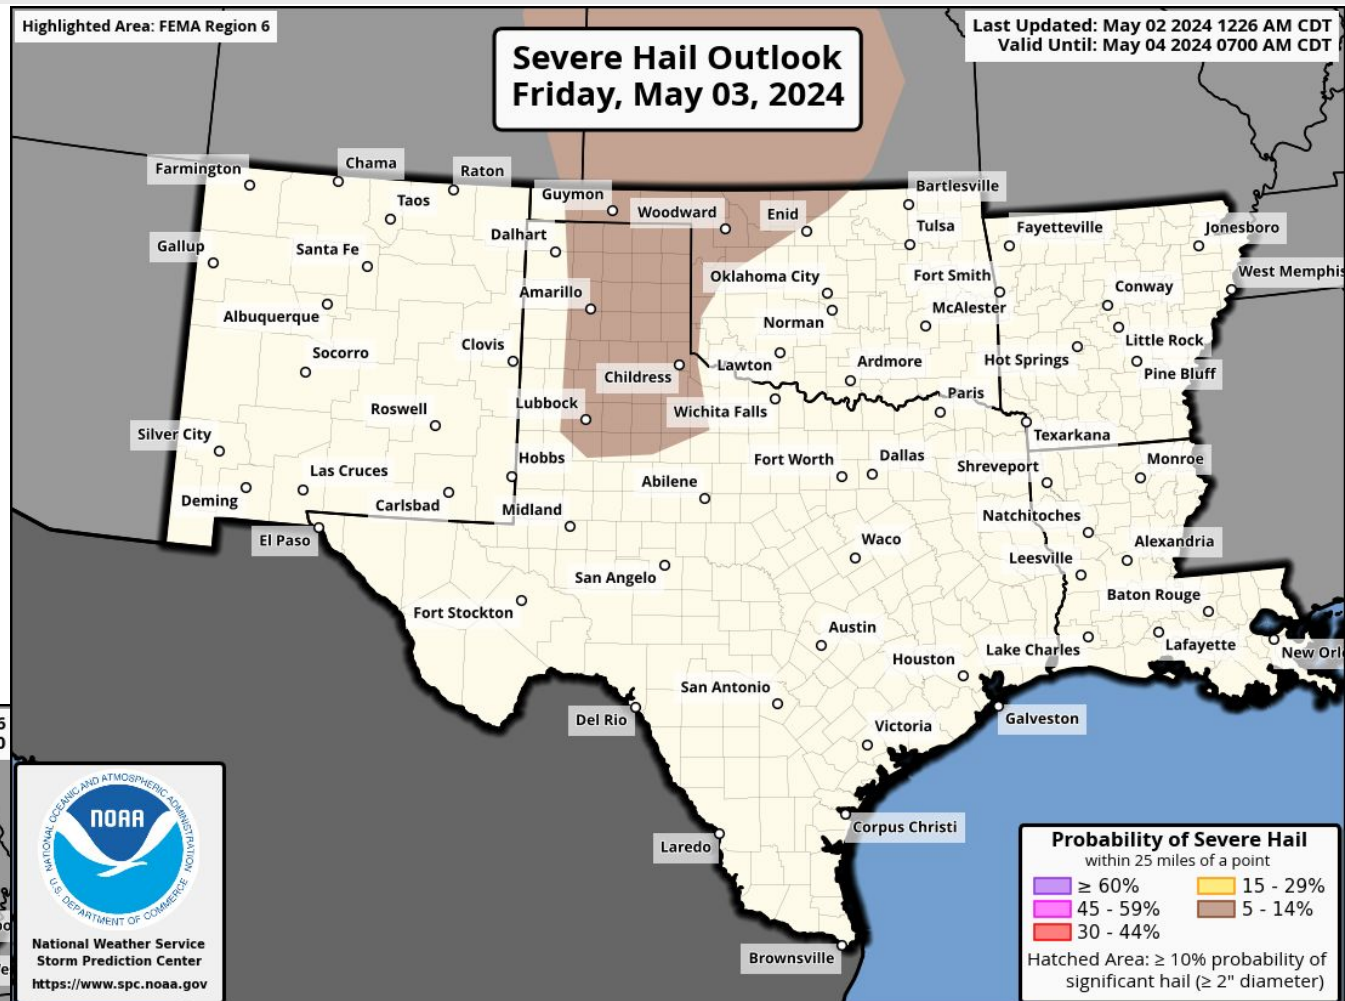 Highlighted Area: FEMA Region 6
Severe Hail Outlook
Friday, May 03, 2024
Last Updated: May 02 2024 1226 AM CDT
Valid Until: May 04 2024 0700 AM CDT
Farmington
Chama
Raton
Taos
Guymon
Woodward
Enid
Bartlesville
Gallup
Santa Fe
Dalhart
Tulsa
Fayetteville
Jonesboro
Albuquerque
Amarillo
Oklahoma City
Fort Smith
Conway
West Memphis
Norman
McAlester
Socorro
Clovis
Childress
Lawton
Ardmore
Hot Springs
Little Rock
Pine Bluff
Roswell
Lubbock
Wichita Falls
Paris
Texarkana
Silver City
Las Cruces
Hobbs
Fort Worth
Dallas
Shreveport
Monroe
Deming
Carlsbad
Midland
Abilene
Natchitoches
El Paso
San Angelo
Waco
Leesville
Alexandria
Fort Stockton
Baton Rouge
Austin
Houston
Lake Charles
Lafayette
San Antonio
Del Rio
Victoria
Galveston
Laredo
Corpus Christi
Brownsville
NATIONAL OCEANIC AND ATMOSPHERIC ADMINISTRATION
NOAA
U.S. DEPARTMENT OF COMMERCE
National Weather Service
Storm Prediction Center
https://www.spc.noaa.gov
Probability of Severe Hail
within 25 miles of a point
≥ 60%
15 - 29%
45 - 59%
5 - 14%
30 - 44%
Hatched Area: ≥ 10% probability of
significant hail (≥ 2" diameter)